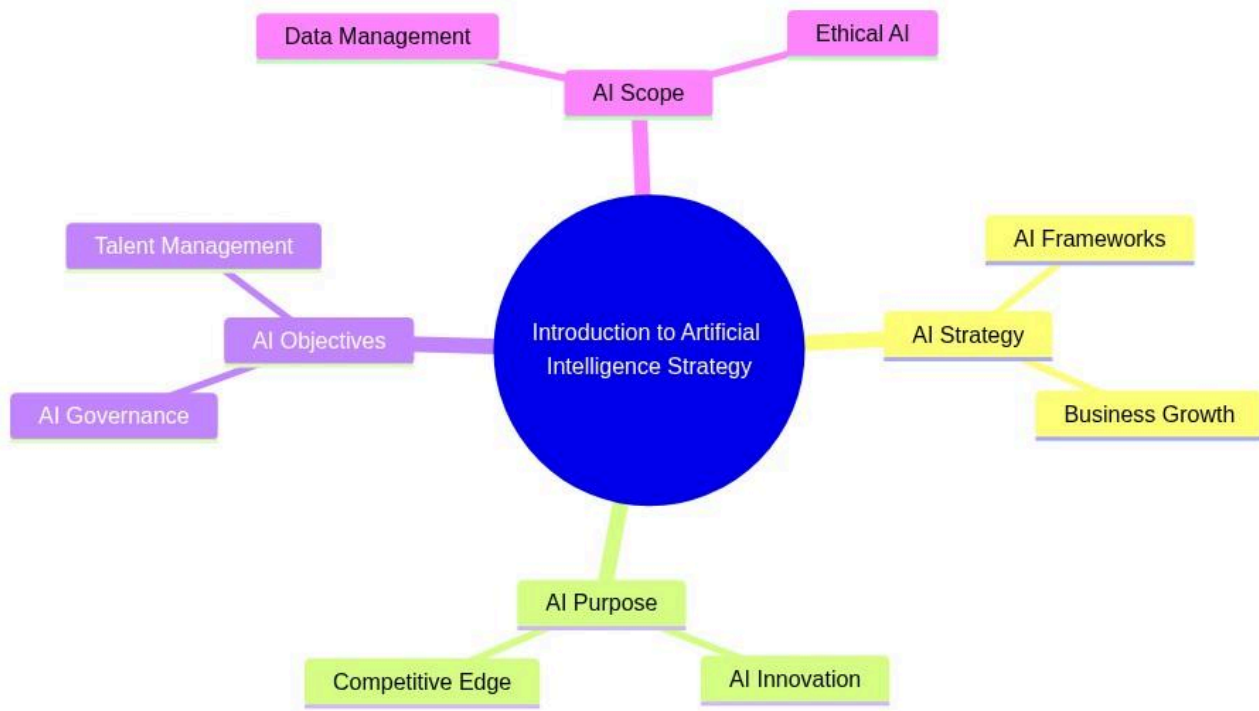 Data Management
Ethical AI
AI Scope
Talent Management
AI Frameworks
AI Objectives
Introduction to Artificial
Intelligence Strategy
AI Strategy
AI Governance
Business Growth
AI Purpose
Competitive Edge
AI Innovation